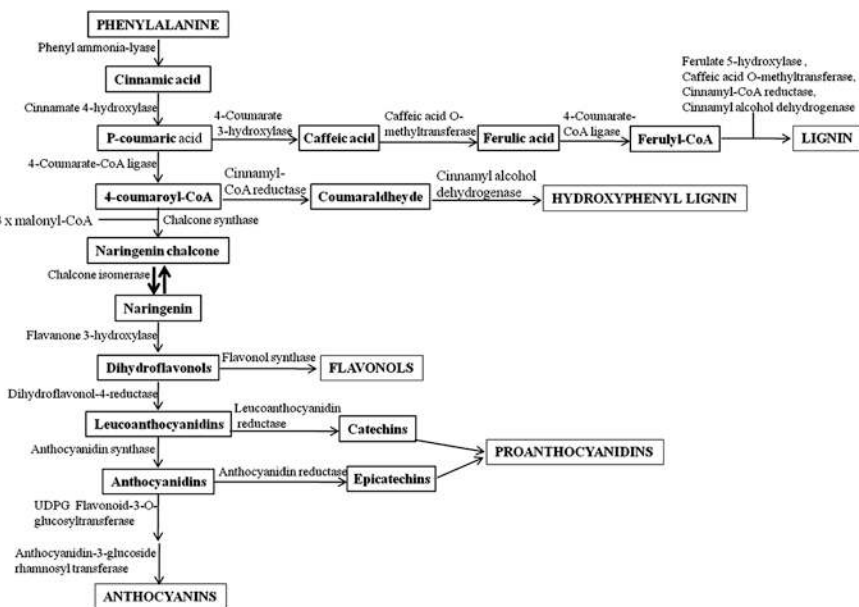 PHENYLALANINE
Phenyl ammonia-lyase
Cinnamic acid
Cinnamate 4-hydroxylase
P-coumaric acid
4-Coumarate
3-hydroxylase
Caffeic acid
Caffeic acid O-
methyltransferase
Ferulic acid
4-Coumarate-
CoA ligase
Ferulyl-CoA
Ferulate 5-hydroxylase ,
Caffeic acid O-methyltransferase,
Cinnamyl-CoA reductase,
Cinnamyl alcohol dehydrogenase
LIGNIN
4-Coumarate-CoA ligase
4-coumaroyl-CoA
Cinnamyl-
CoA reductase
Coumaraldheyde
Cinnamyl alcohol
dehydrogenase
HYDROXYPHENYL LIGNIN
x malonyl-CoA
Chalcone synthase
Naringenin chalcone
Chalcone isomerase
Naringenin
Flavanone 3-hydroxylase
Dihydroflavonols
Flavonol synthase
FLAVONOLS
Dihydroflavonol-4-reductase
Leucoanthocyanidins
Leucoanthocyanidin
reductase
Catechins
PROANTHOCYANIDINS
Anthocyanidin synthase
Anthocyanidins
Anthocyanidin reductase
Epicatechins
UDPG Flavonoid-3-O-
glucosyltransferase
Anthocyanidin-3-glucoside
rhamnosyl transferase
ANTHOCYANINS